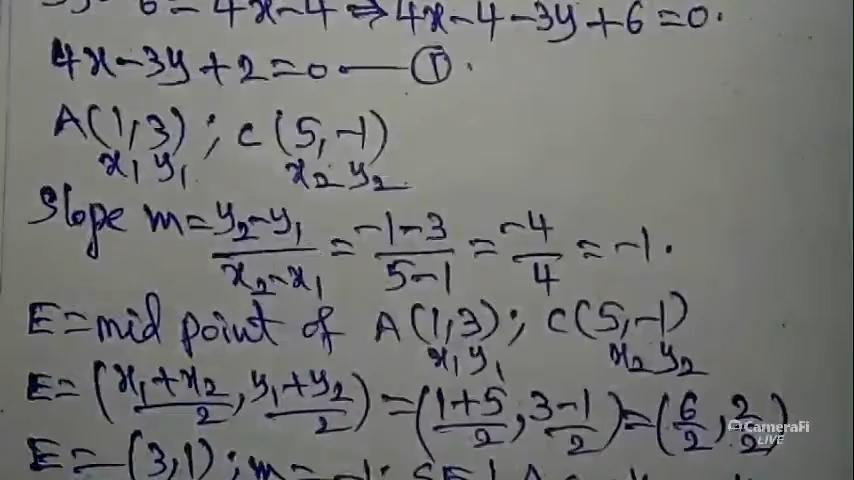 6 = 4x-4 ⇒ 4x-4-3y+6=0.
4x-3y+2=0 — ①.
A(1,3) ; C(5,-1)
x₁ y₁ x₂ y₂
Slope m = (y₂-y₁)/(x₂-x₁) = (-1-3)/(5-1) = -4/4 = -1.
E = mid point of A(1,3) ; C(5,-1)
x₁ y₁ x₂ y₂
E = ((x₁+x₂)/2, (y₁+y₂)/2) = ((1+5)/2, (3-1)/2) = (6/2, 2/2)
CameraFi
LIVE
E = (3,1) ; m = -1